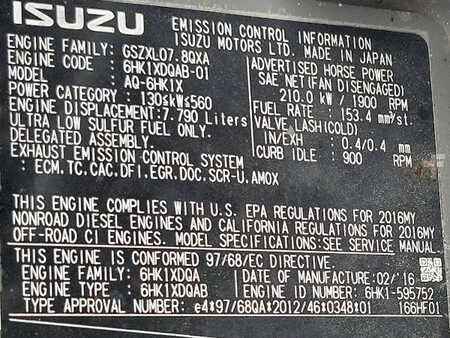 ISUZU EMISSION CONTROL INFORMATION
ISUZU MOTORS LTD. MADE IN JAPAN
ENGINE FAMILY: GSZXL07.8QXA
ENGINE CODE : 6HK1XDQAB-01
MODEL : AQ-6HK1X
POWER CATEGORY : 130≤kW≤560
ENGINE DISPLACEMENT:7.790 Liters
ULTRA LOW SULFUR FUEL ONLY.
DELEGATED ASSEMBLY.
EXHAUST EMISSION CONTROL SYSTEM
: ECM.TC.CAC.DFI.EGR.DOC.SCR-U.AMOX
ADVERTISED HORSE POWER
SAE NET(FAN DISENGAGED)
210.0 kW / 1900 RPM
FUEL RATE : 153.4 mm³/st.
VALVE LASH(COLD)
IN/EXH : 0.4/0.4 mm
CURB IDLE : 900 RPM
THIS ENGINE COMPLIES WITH U.S. EPA REGULATIONS FOR 2016MY
NONROAD DIESEL ENGINES AND CALIFORNIA REGULATIONS FOR 2016MY
OFF-ROAD CI ENGINES. MODEL SPECIFICATIONS:SEE SERVICE MANUAL
THIS ENGINE IS CONFORMED 97/68/EC DIRECTIVE.
ENGINE FAMILY : 6HK1XDQA DATE OF MANUFACTURE:02/'16
ENGINE TYPE : 6HK1XDQAB ENGINE ID NUMBER:6HK1-595752
TYPE APPROVAL NUMBER: e4*97/68QA*2012/46*0348*01 166HF01